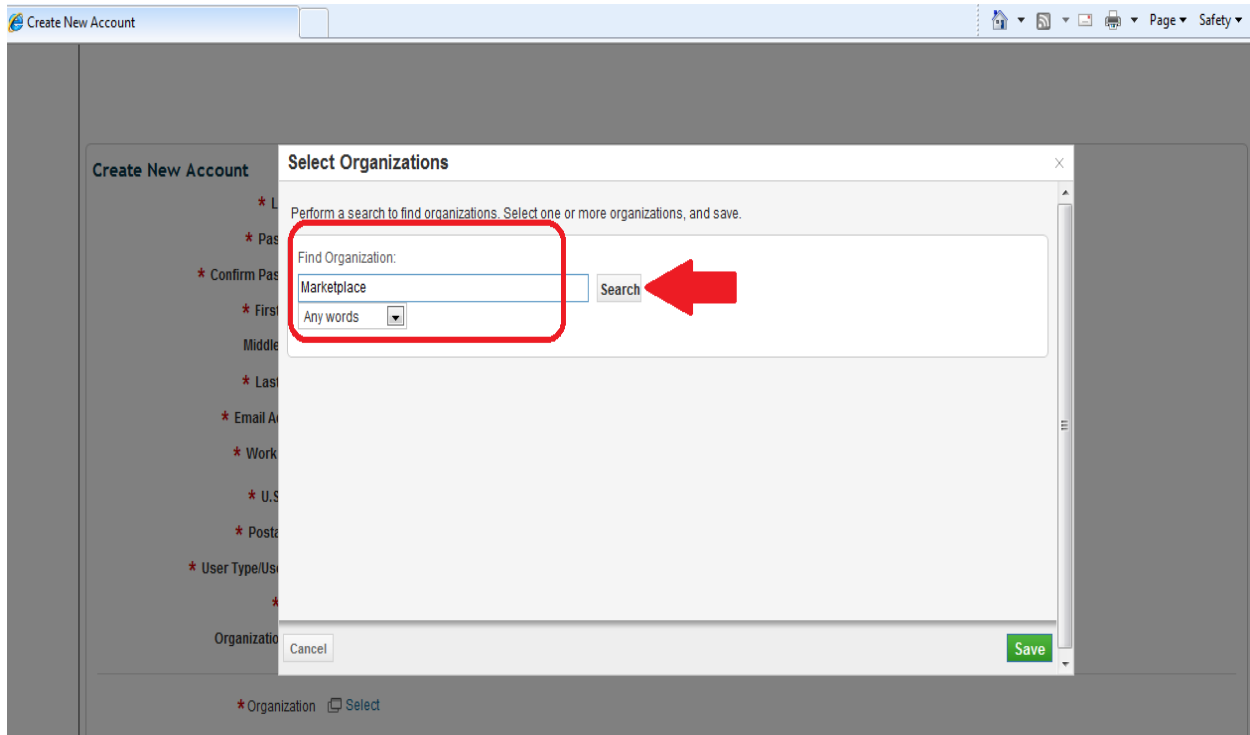 Create New Account
Page
Safety
Create New Account
Select Organizations
Perform a search to find organizations. Select one or more organizations, and save.
Find Organization:
Marketplace
Search
Any words
* L
* Pas
* Confirm Pas
* First
Middle
* Last
* Email A
* Work
* U.S
* Posta
* User Type/Use
*
Organizatio
Cancel
Save
* Organization Select